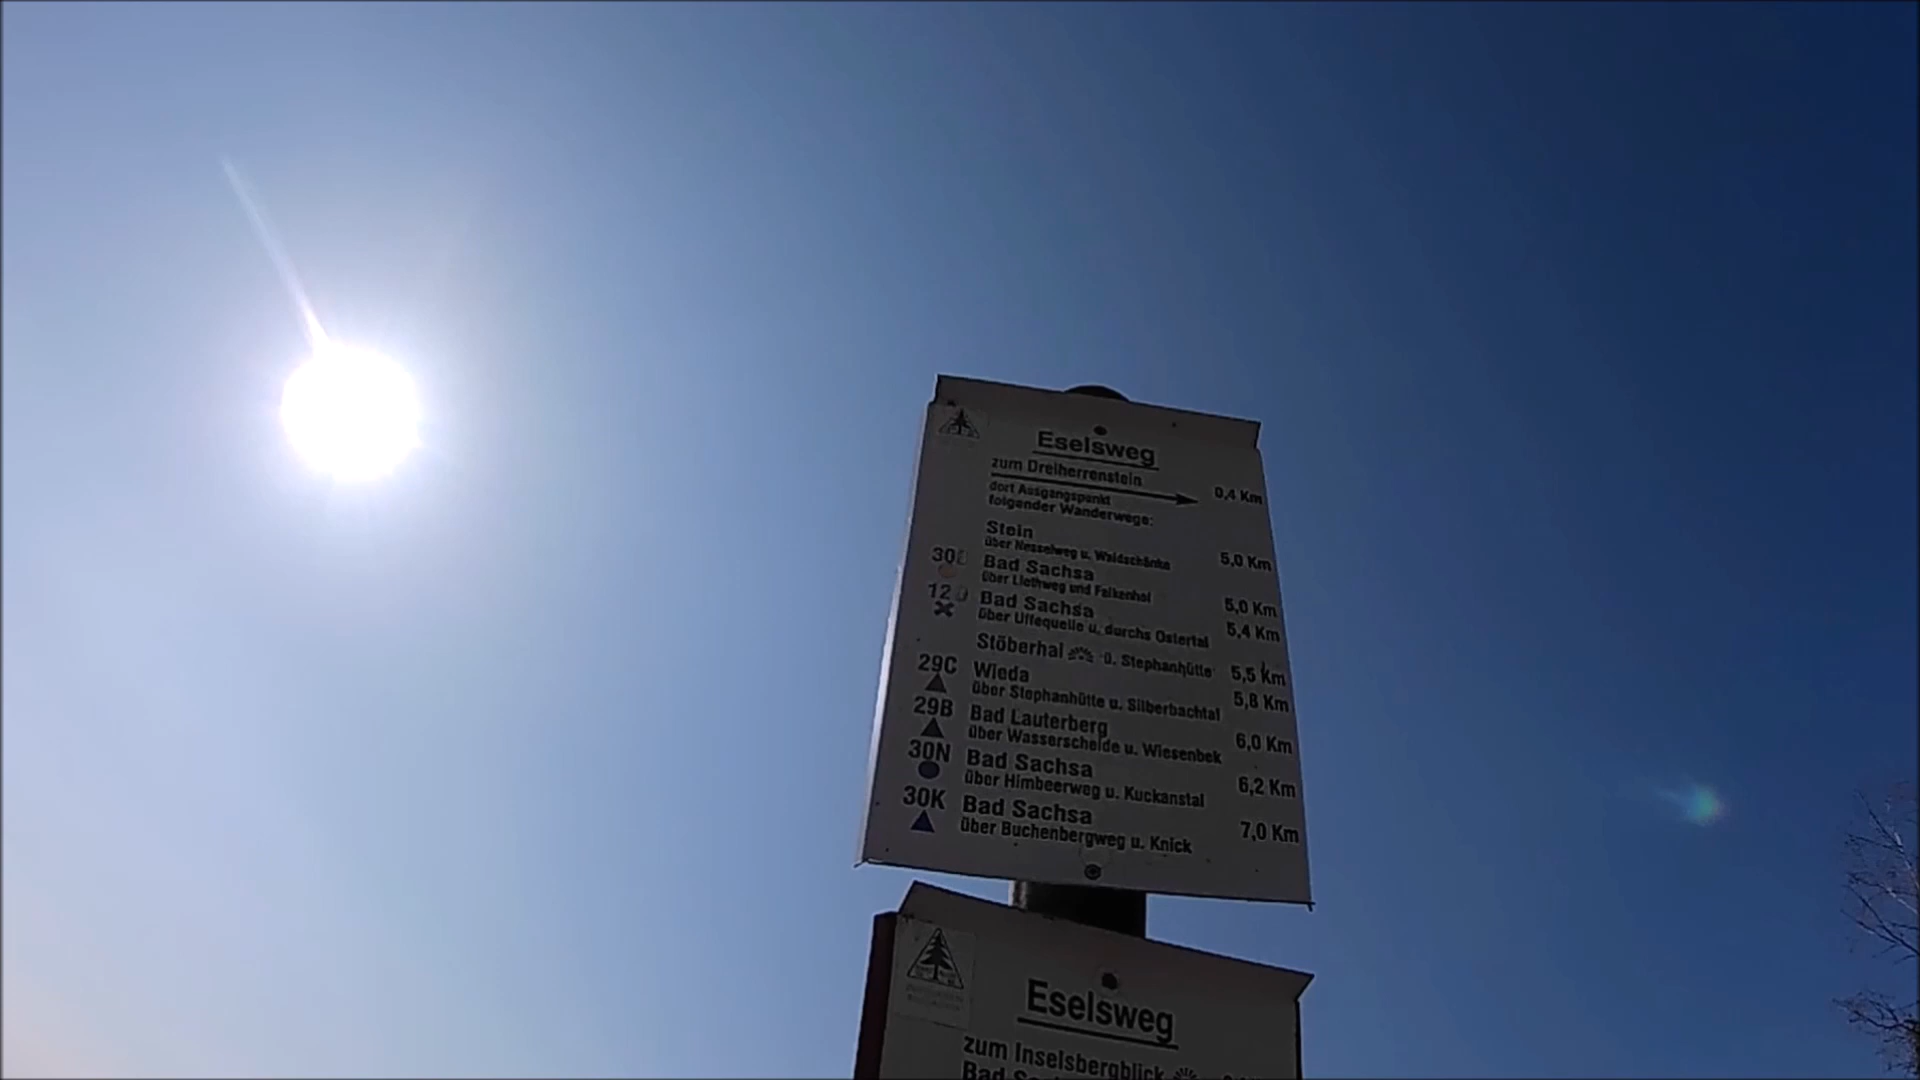 Eselsweg
zum Dreiherrenstein 0,4 Km
dort Ausgangspunkt
folgender Wanderwege:
Stein
über Nesselweg u. Waldschänke 5,0 Km
Bad Sachsa
über Liethweg und Falkenhof 5,0 Km
Bad Sachsa
über Uffequelle u. durchs Ostertal 5,4 Km
Stöberhai ü. Stephanhütte 5,5 Km
29C Wieda 5,8 Km
über Stephanhütte u. Silberbachtal
29B Bad Lauterberg
über Wasserscheide u. Wiesenbek 6,0 Km
30N Bad Sachsa
über Himbeerweg u. Kuckanstal 6,2 Km
30K Bad Sachsa
über Buchenbergweg u. Knick 7,0 Km
Eselsweg
zum Inselsbergblick
Bad